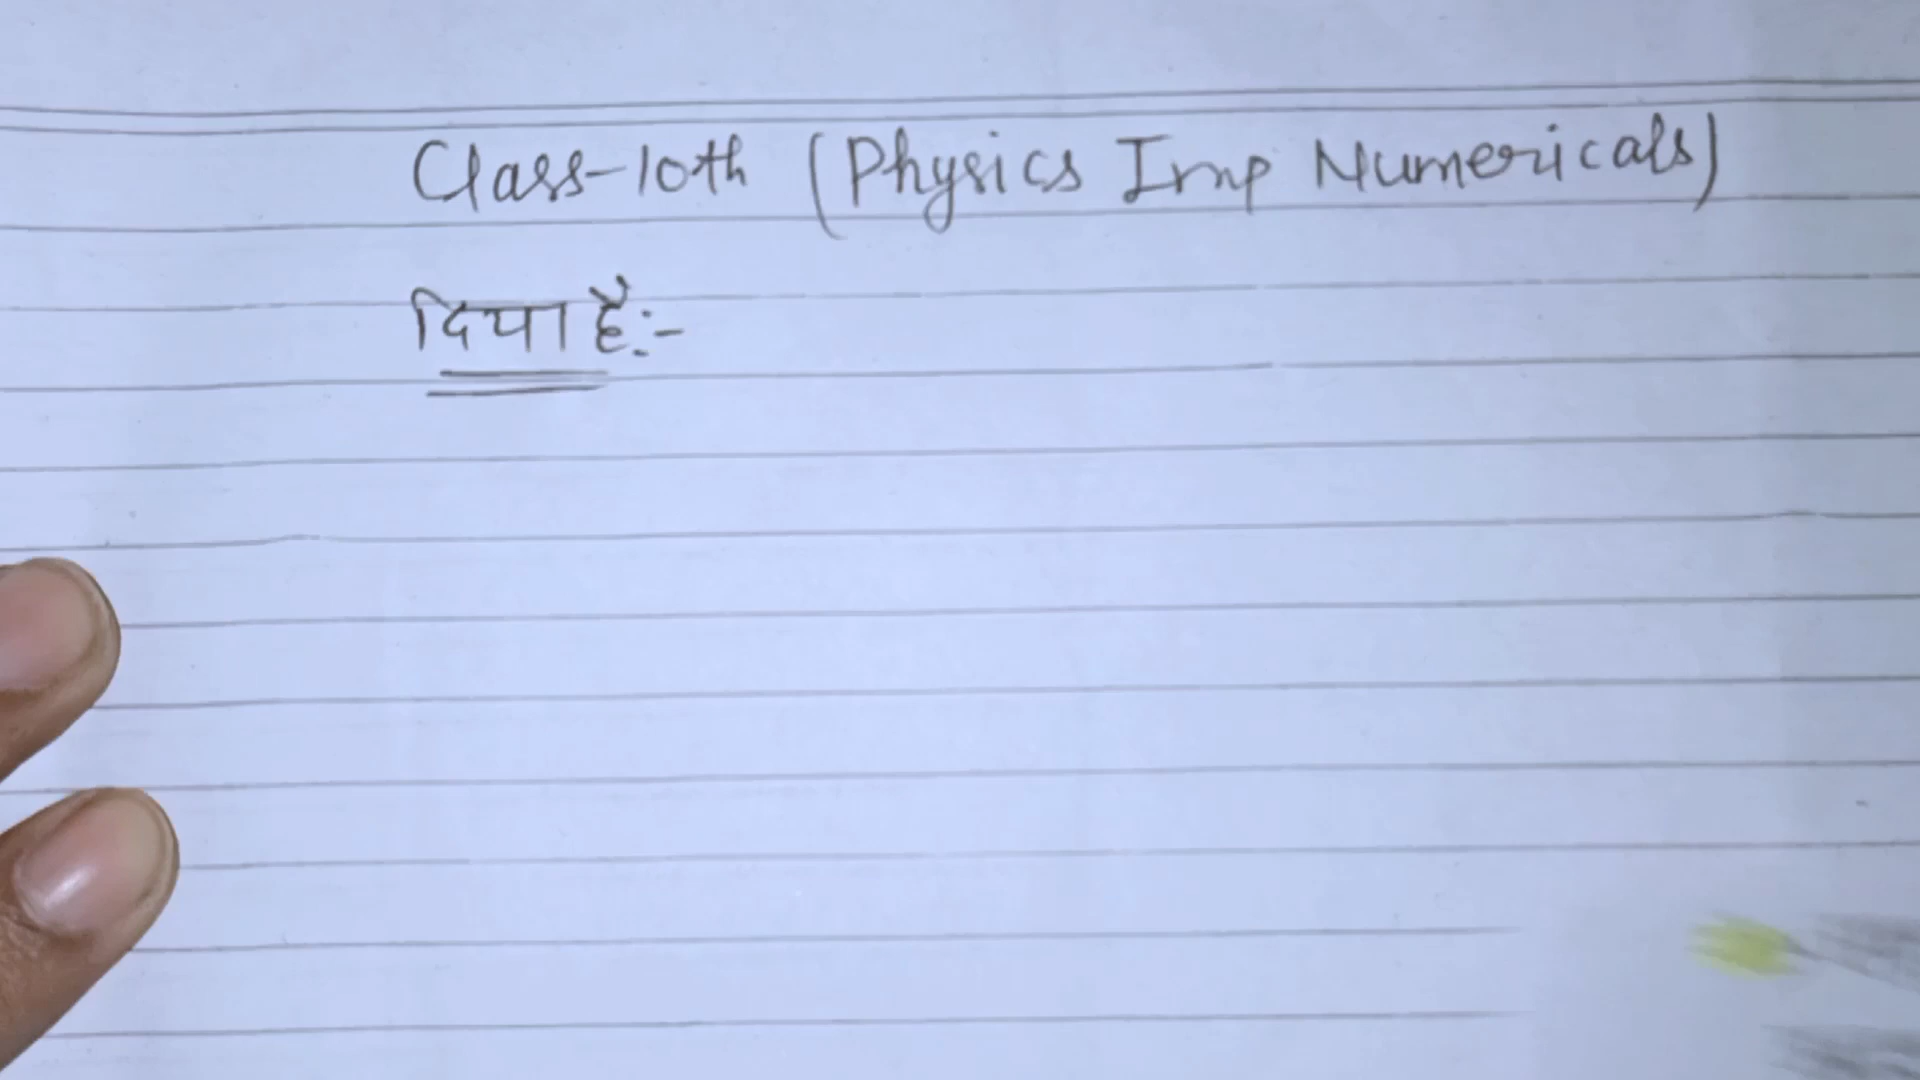 Class-10th (Physics Imp Numericals)
दिया है:-